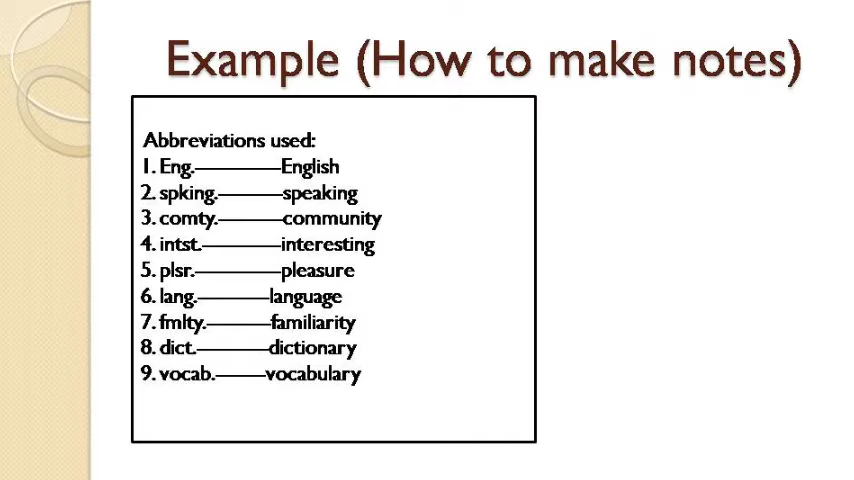 Example (How to make notes)
Abbreviations used:
1. Eng.————English
2. spking.———speaking
3. comty.———community
4. intst.————interesting
5. plsr.————pleasure
6. lang.———language
7. fmlty.———familiarity
8. dict.———dictionary
9. vocab.——vocabulary